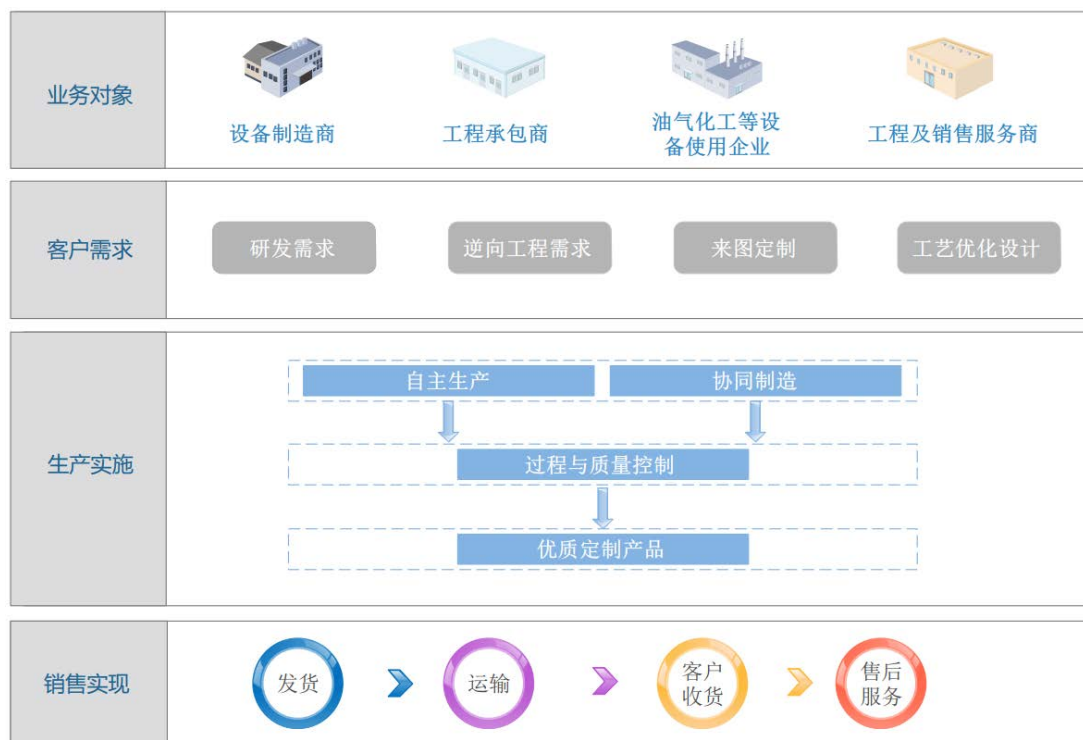 业务对象
设备制造商
工程承包商
油气化工等设
备使用企业
工程及销售服务商
客户需求
研发需求
逆向工程需求
来图定制
工艺优化设计
生产实施
自主生产
协同制造
过程与质量控制
优质定制产品
销售实现
发货
运输
客户
收货
售后
服务